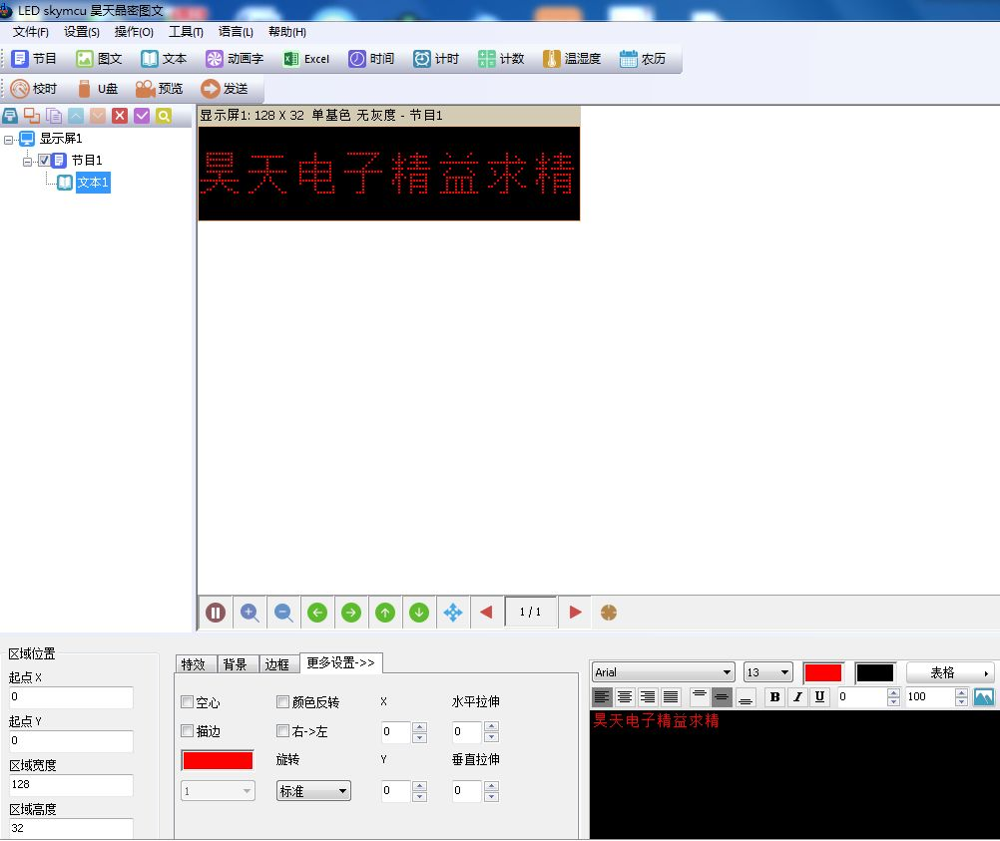 LED skymcu 昊天晶密图文
文件(F) 设置(S) 操作(O) 工具(T) 语言(L) 帮助(H)
节目 图文 文本 动画字 Excel 时间 计时 计数 温湿度 农历
校时 U盘 预览 发送
显示屏1
节目1
文本1
显示屏1: 128 X 32 单基色 无灰度 - 节目1
昊天电子精益求精
1 / 1
区域位置
起点 X
0
起点 Y
0
区域宽度
128
区域高度
32
特效 背景 边框 更多设置->>
空心 颜色反转 X 水平拉伸
描边 右->左 0 0
旋转 Y 垂直拉伸
1 标准 0 0
Arial 13 表格
B I U 0 100
昊天电子精益求精